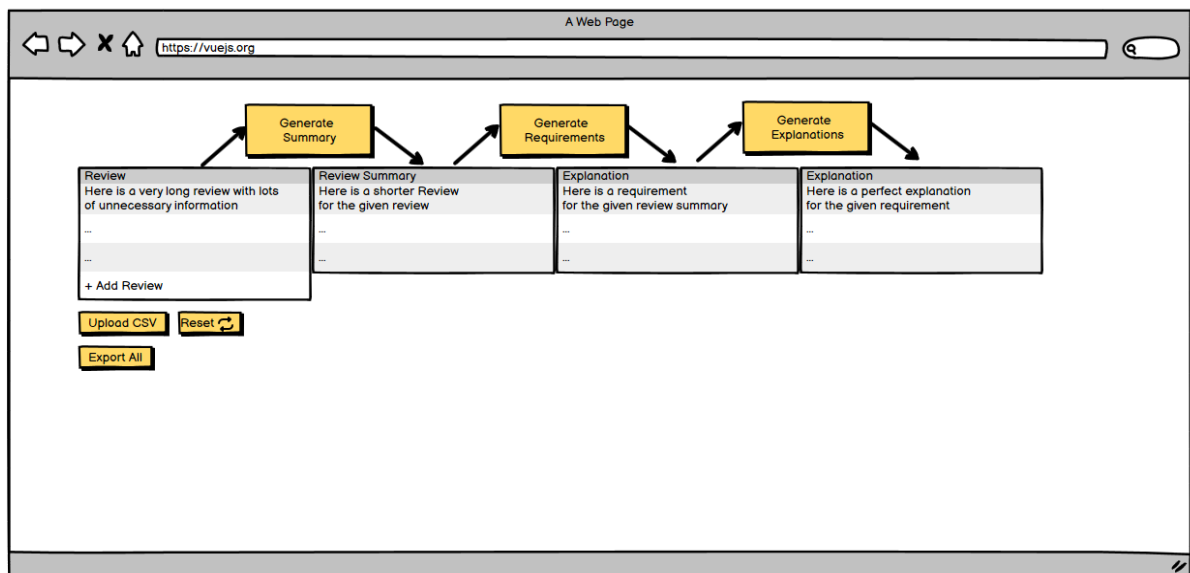 A Web Page
https://vuejs.org
Generate
Summary
Generate
Requirements
Generate
Explanations
Review
Here is a very long review with lots
of unnecessary information
...
...
+ Add Review
Review Summary
Here is a shorter Review
for the given review
...
...
Explanation
Here is a requirement
for the given review summary
...
...
Explanation
Here is a perfect explanation
for the given requirement
...
...
Upload CSV
Reset
Export All